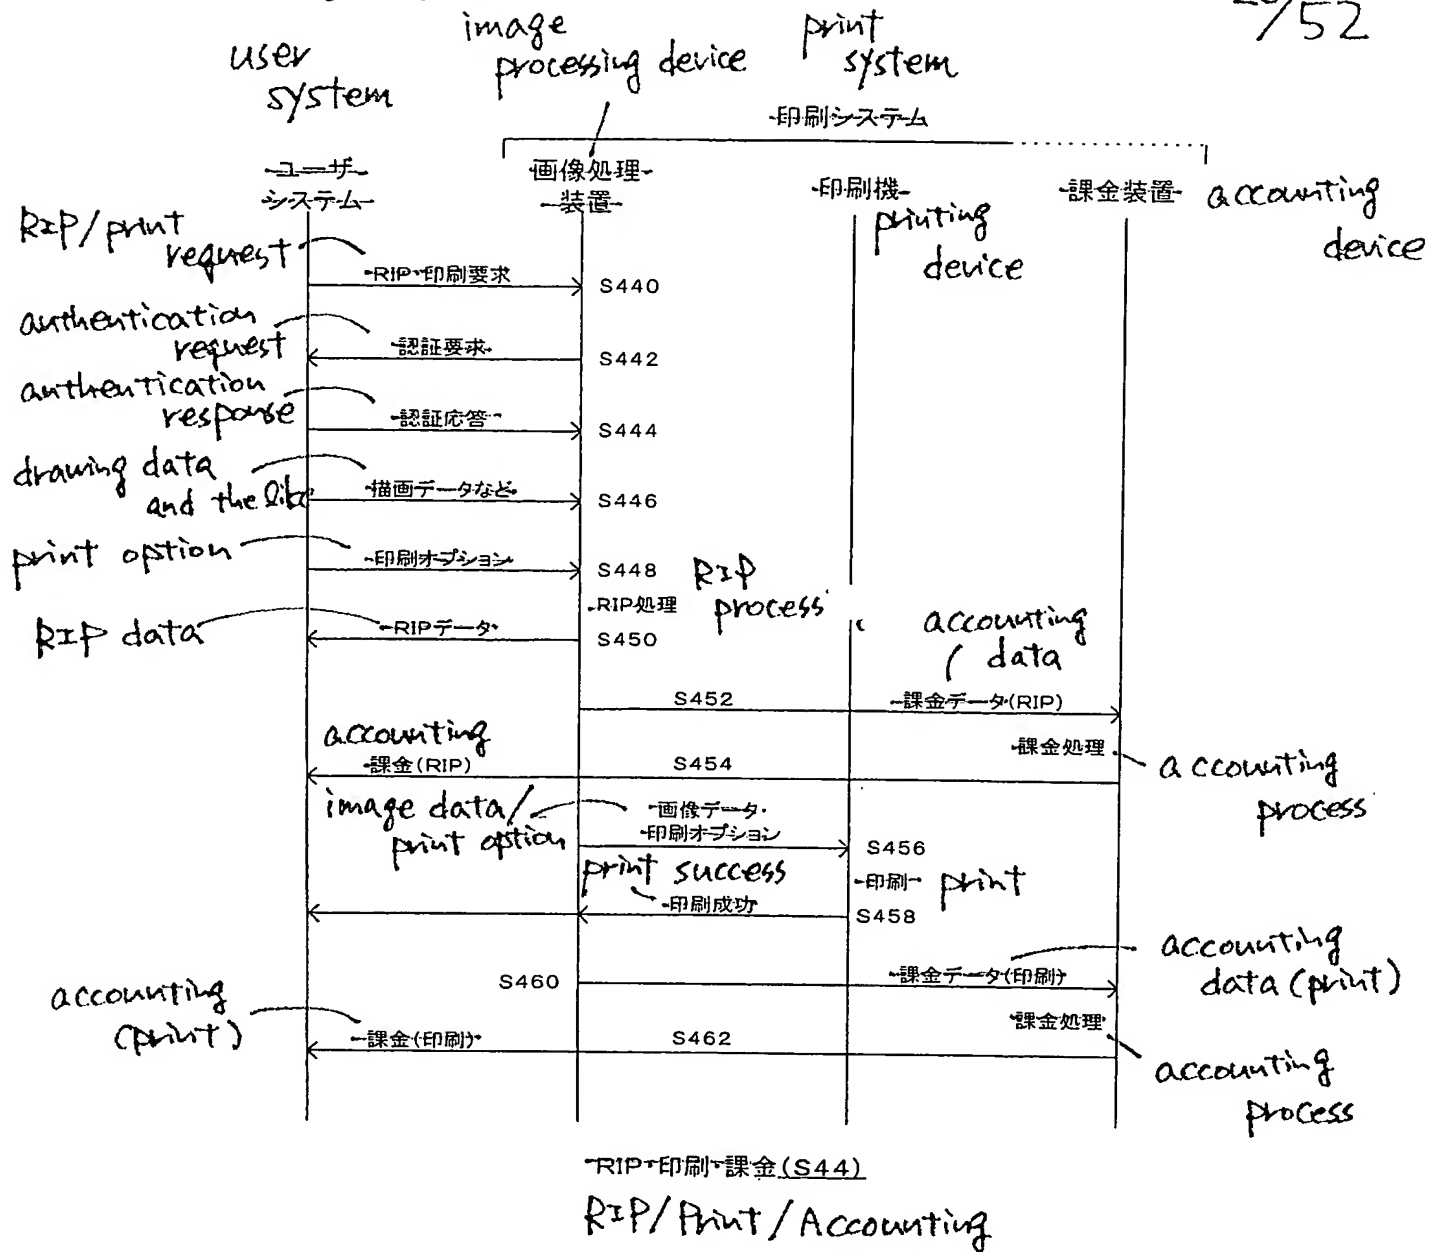 /52
user
system
image
processing device
print
system
印刷システム
ユーザ
システム
画像処理
装置
印刷機
課金装置
printing
device
accounting
device
RIP/print
request
RIP・印刷要求
S440
authentication
request
認証要求
S442
authentication
response
認証応答
S444
drawing data
and the like
描画データなど
S446
print option
印刷オプション
S448
RIP
process
RIP処理
RIP data
RIPデータ
S450
accounting
data
S452
課金データ(RIP)
accounting
課金(RIP)
S454
課金処理
accounting
process
image data/
print option
画像データ・
印刷オプション
S456
print success
印刷成功
印刷
print
S458
accounting
data (print)
S460
課金データ(印刷)
accounting
(print)
課金(印刷)
S462
課金処理
accounting
process
RIP・印刷・課金(S44)
RIP/Print/Accounting